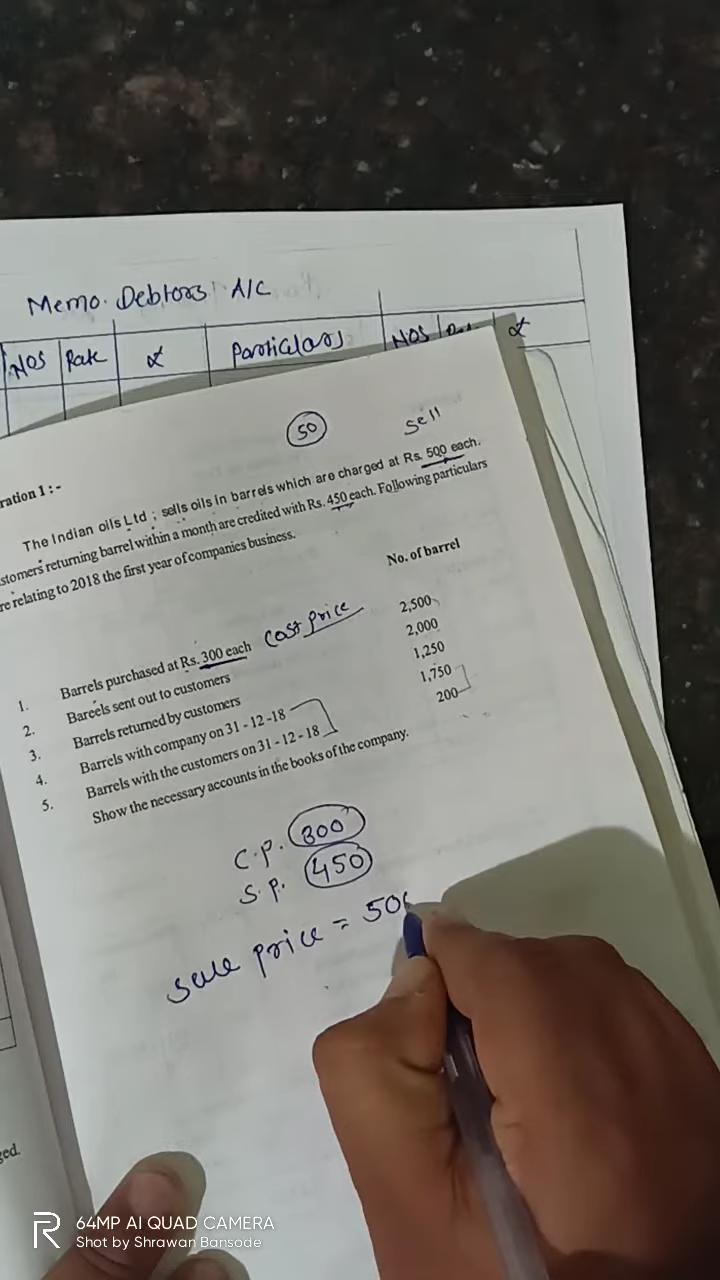 Memo. Debtors A/C
NOS Rate ₹ Particlars NOS ₹
50
sell
ration 1 :-
The Indian oils Ltd ; sells oils in barrels which are charged at Rs. 500 each.
stomers returning barrel within a month are credited with Rs. 450 each. Following particulars
re relating to 2018 the first year of companies business.
No. of barrel
1. Barrels purchased at Rs. 300 each cost price 2,500
2. Bareels sent out to customers 2,000
3. Barrels returned by customers 1,250
4. Barrels with company on 31 - 12 -18 1,750
5. Barrels with the customers on 31 - 12 - 18 200
Show the necessary accounts in the books of the company.
C.P. 300
S.P. 450
sale price = 500
ged.
R 64MP AI QUAD CAMERA
Shot by Shrawan Bansode